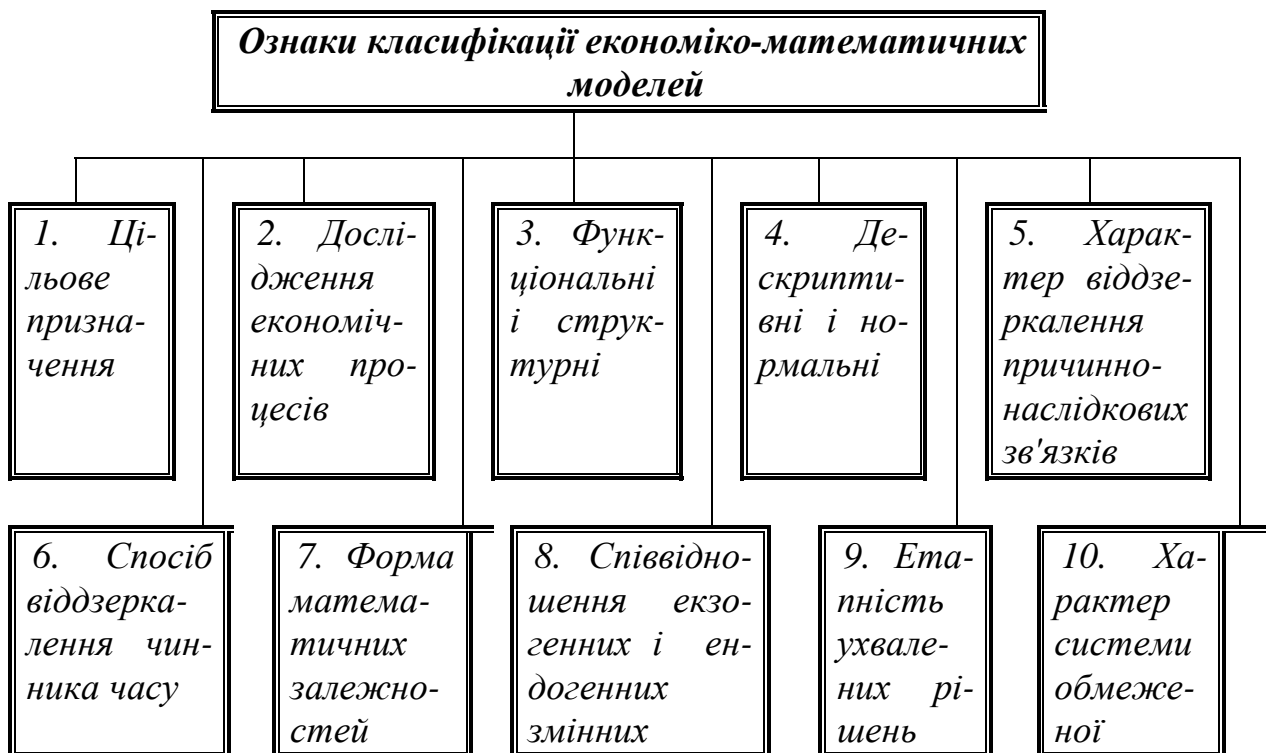 Ознаки класифікації економіко-математичних
моделей
1. Ці-
льове
призна-
чення
2. Дослі-
дження
економіч-
них про-
цесів
3. Функ-
ціональні
і струк-
турні
4. Де-
скрипти-
вні і но-
рмальні
5. Харак-
тер віддзе-
ркалення
причинно-
наслідкових
зв'язків
6. Спосіб
віддзерка-
лення чин-
ника часу
7. Форма
матема-
тичних
залежно-
стей
8. Співвідно-
шення екзо-
генних і ен-
догенних
змінних
9. Ета-
пність
ухвале-
них рі-
шень
10. Ха-
рактер
системи
обмеже-
ної